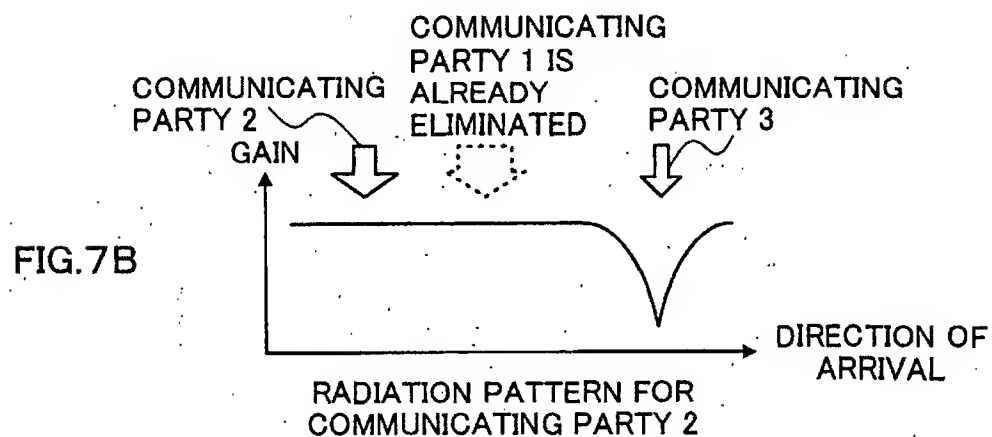 COMMUNICATING
PARTY 1 IS
ALREADY
ELIMINATED
COMMUNICATING
PARTY 2
COMMUNICATING
PARTY 3
GAIN
FIG.7B
DIRECTION OF
ARRIVAL
RADIATION PATTERN FOR
COMMUNICATING PARTY 2